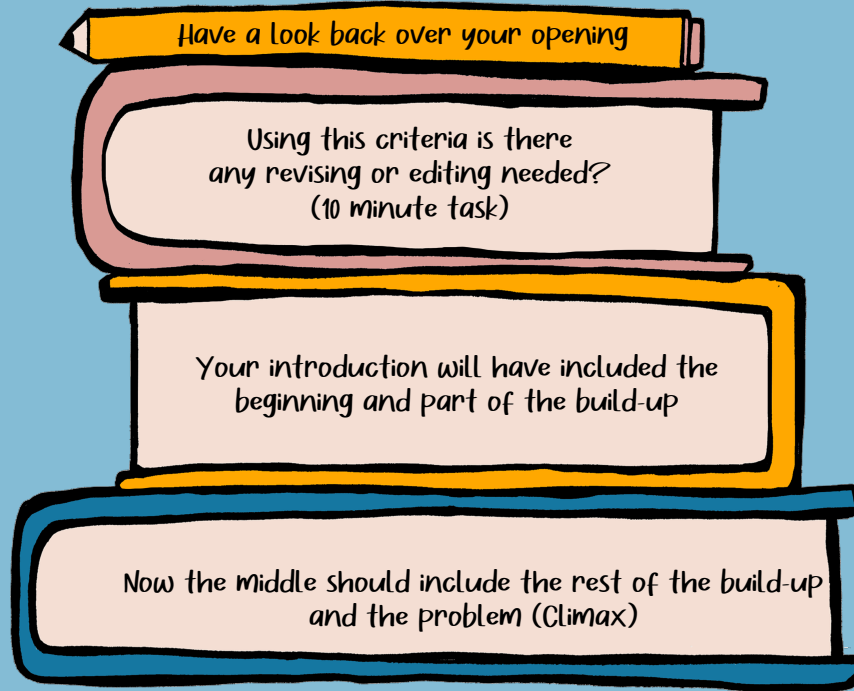 Have a look back over your opening
Using this criteria is there
any revising or editing needed?
(10 minute task)
Your introduction will have included the
beginning and part of the build-up
Now the middle should include the rest of the build-up
and the problem (Climax)